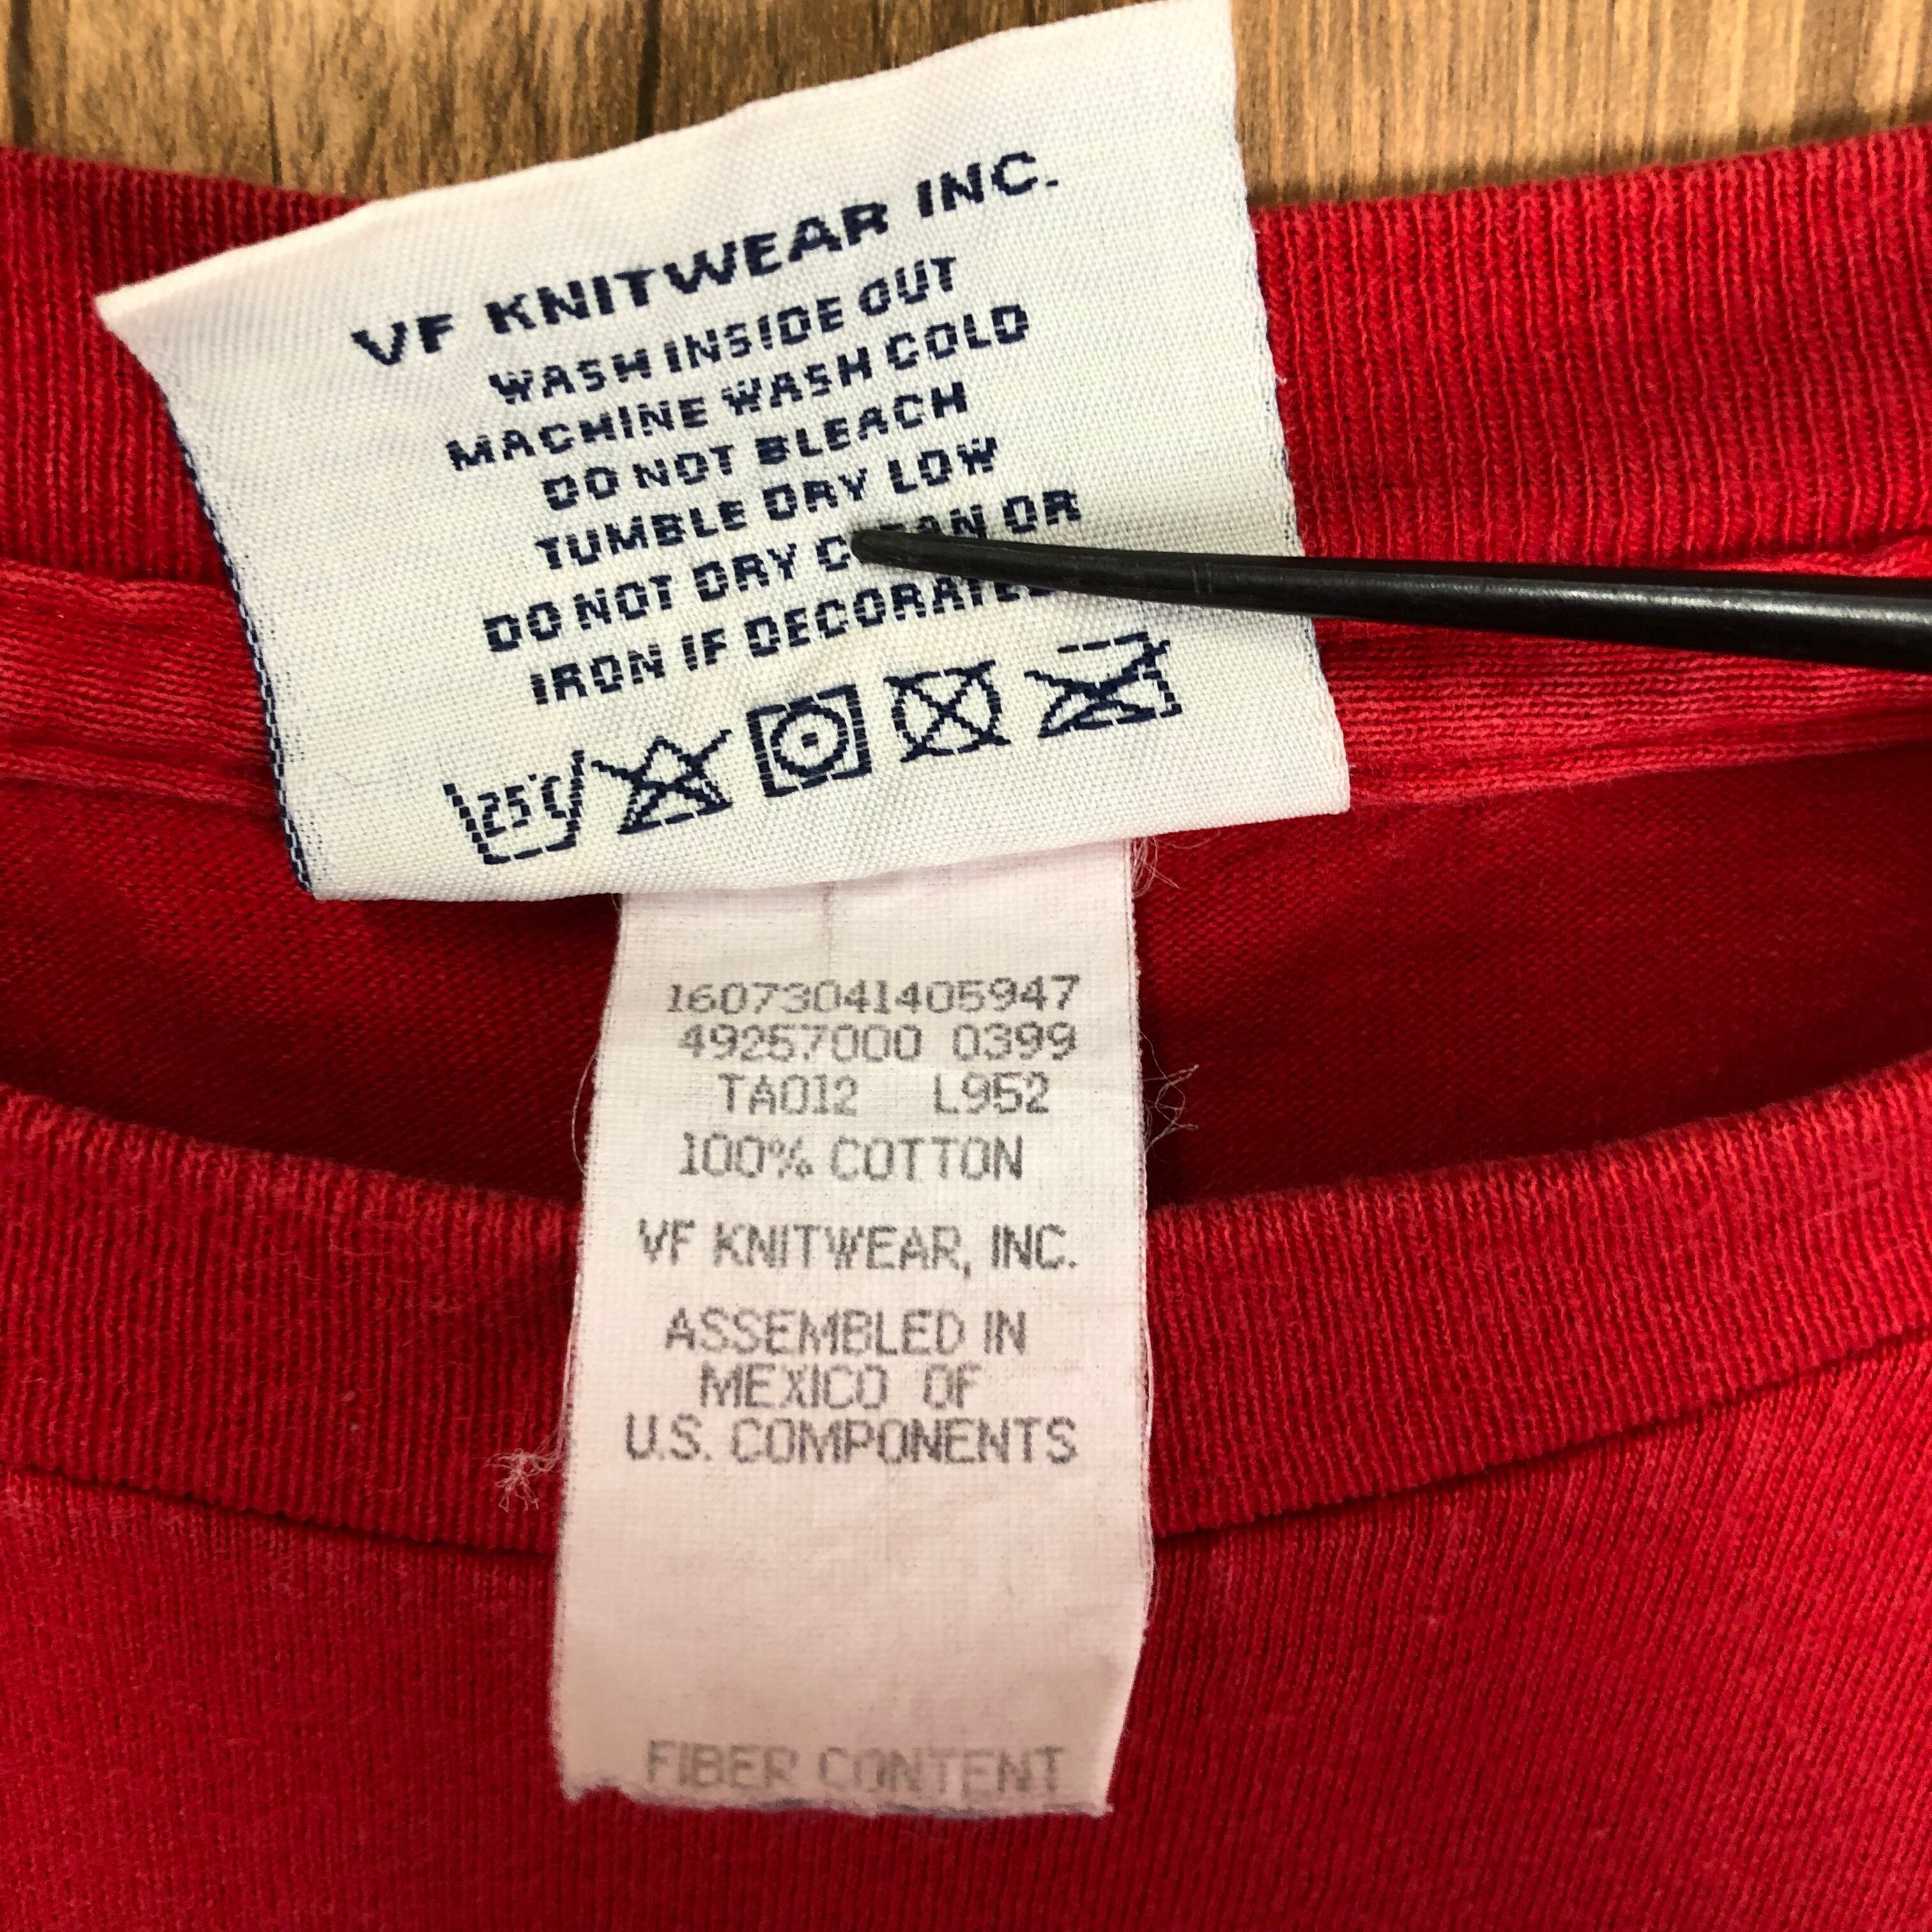 VF KNITWEAR INC.
WASH INSIDE OUT
MACHINE WASH COLD
DO NOT BLEACH
TUMBLE DRY LOW
DO NOT DRY OR
IRON IF DECORATED
25°C
16073041405947
49257000 0399
TA012 L952
100% COTTON
VF KNITWEAR, INC.
ASSEMBLED IN
MEXICO OF
U.S. COMPONENTS
FIBER CONTENT